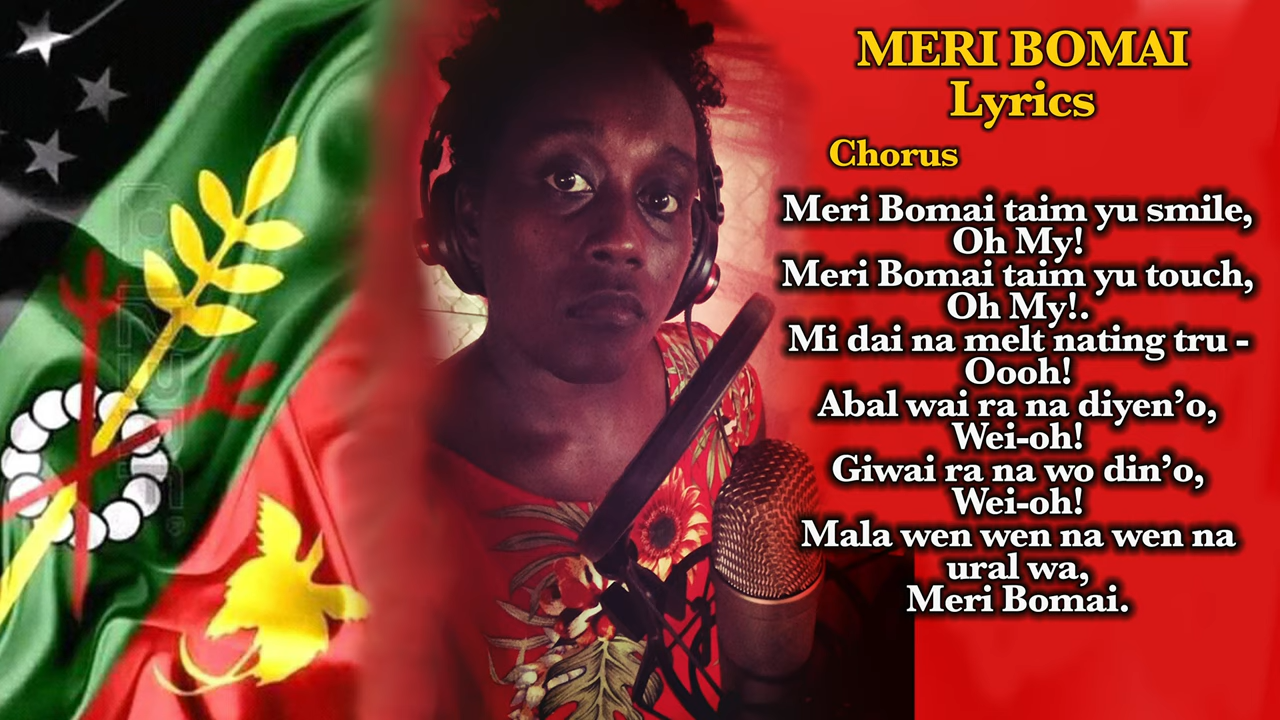 MERI BOMAI
Lyrics
Chorus
Meri Bomai taim yu smile,
Oh My!
Meri Bomai taim yu touch,
Oh My!.
Mi dai na melt nating tru -
Oooh!
Abal wai ra na diyen’o,
Wei-oh!
Giwai ra na wo din’o,
Wei-oh!
Mala wen wen na wen na
ural wa,
Meri Bomai.